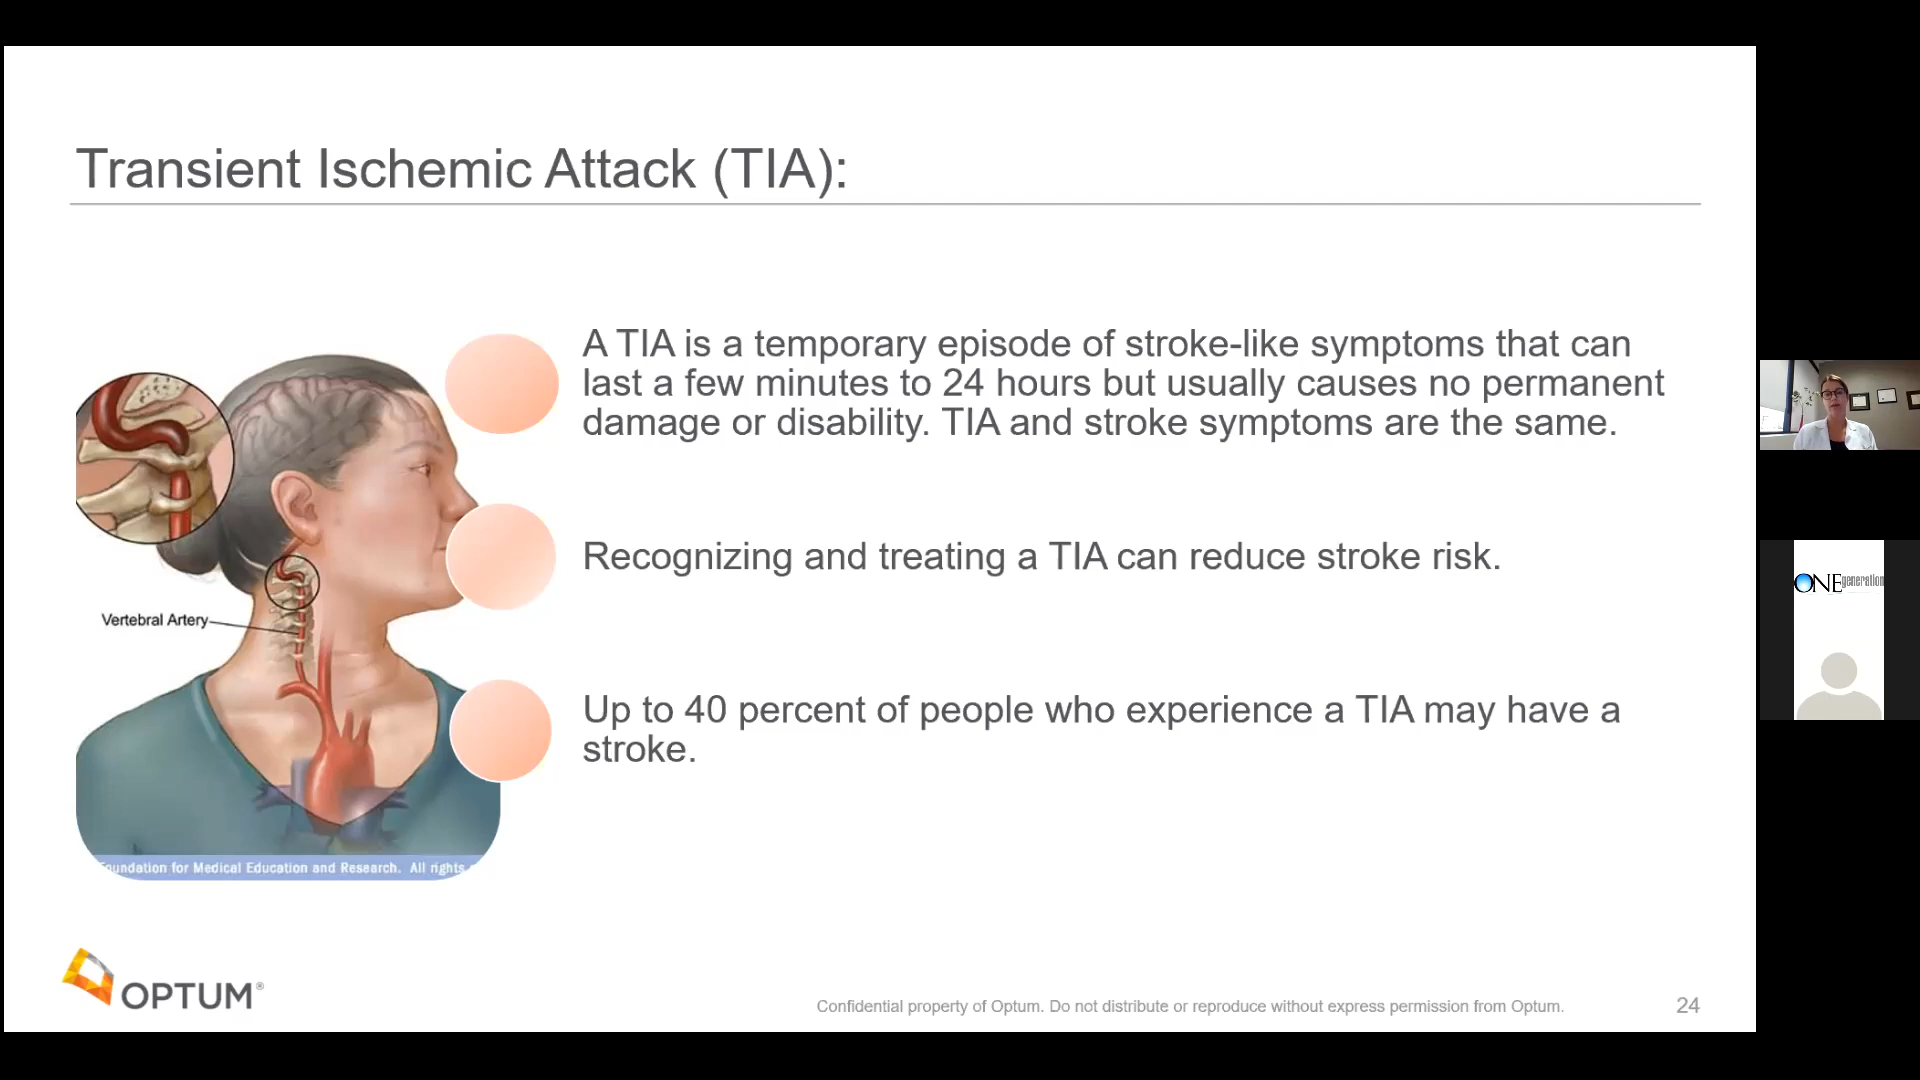 Transient Ischemic Attack (TIA):
A TIA is a temporary episode of stroke-like symptoms that can
last a few minutes to 24 hours but usually causes no permanent
damage or disability. TIA and stroke symptoms are the same.
Recognizing and treating a TIA can reduce stroke risk.
Up to 40 percent of people who experience a TIA may have a
stroke.
Vertebral Artery
Foundation for Medical Education and Research. All rights
OPTUM®
Confidential property of Optum. Do not distribute or reproduce without express permission from Optum.
24
ONE generation